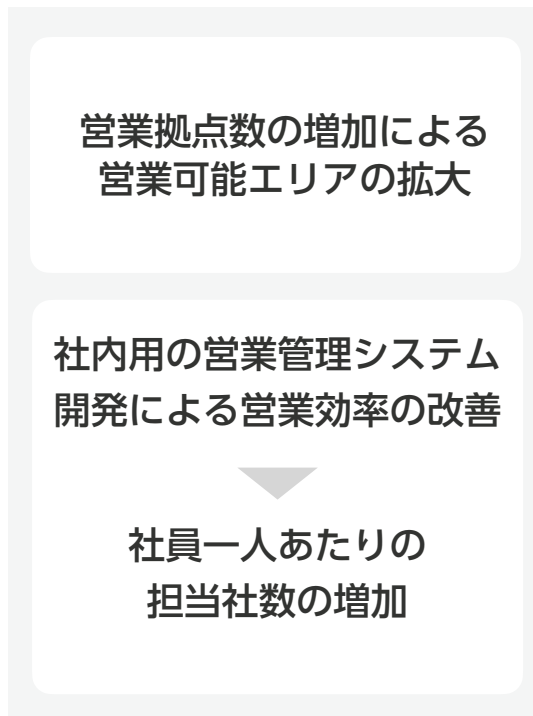 営業拠点数の増加による
営業可能エリアの拡大
社内用の営業管理システム
開発による営業効率の改善
社員一人あたりの
担当社数の増加